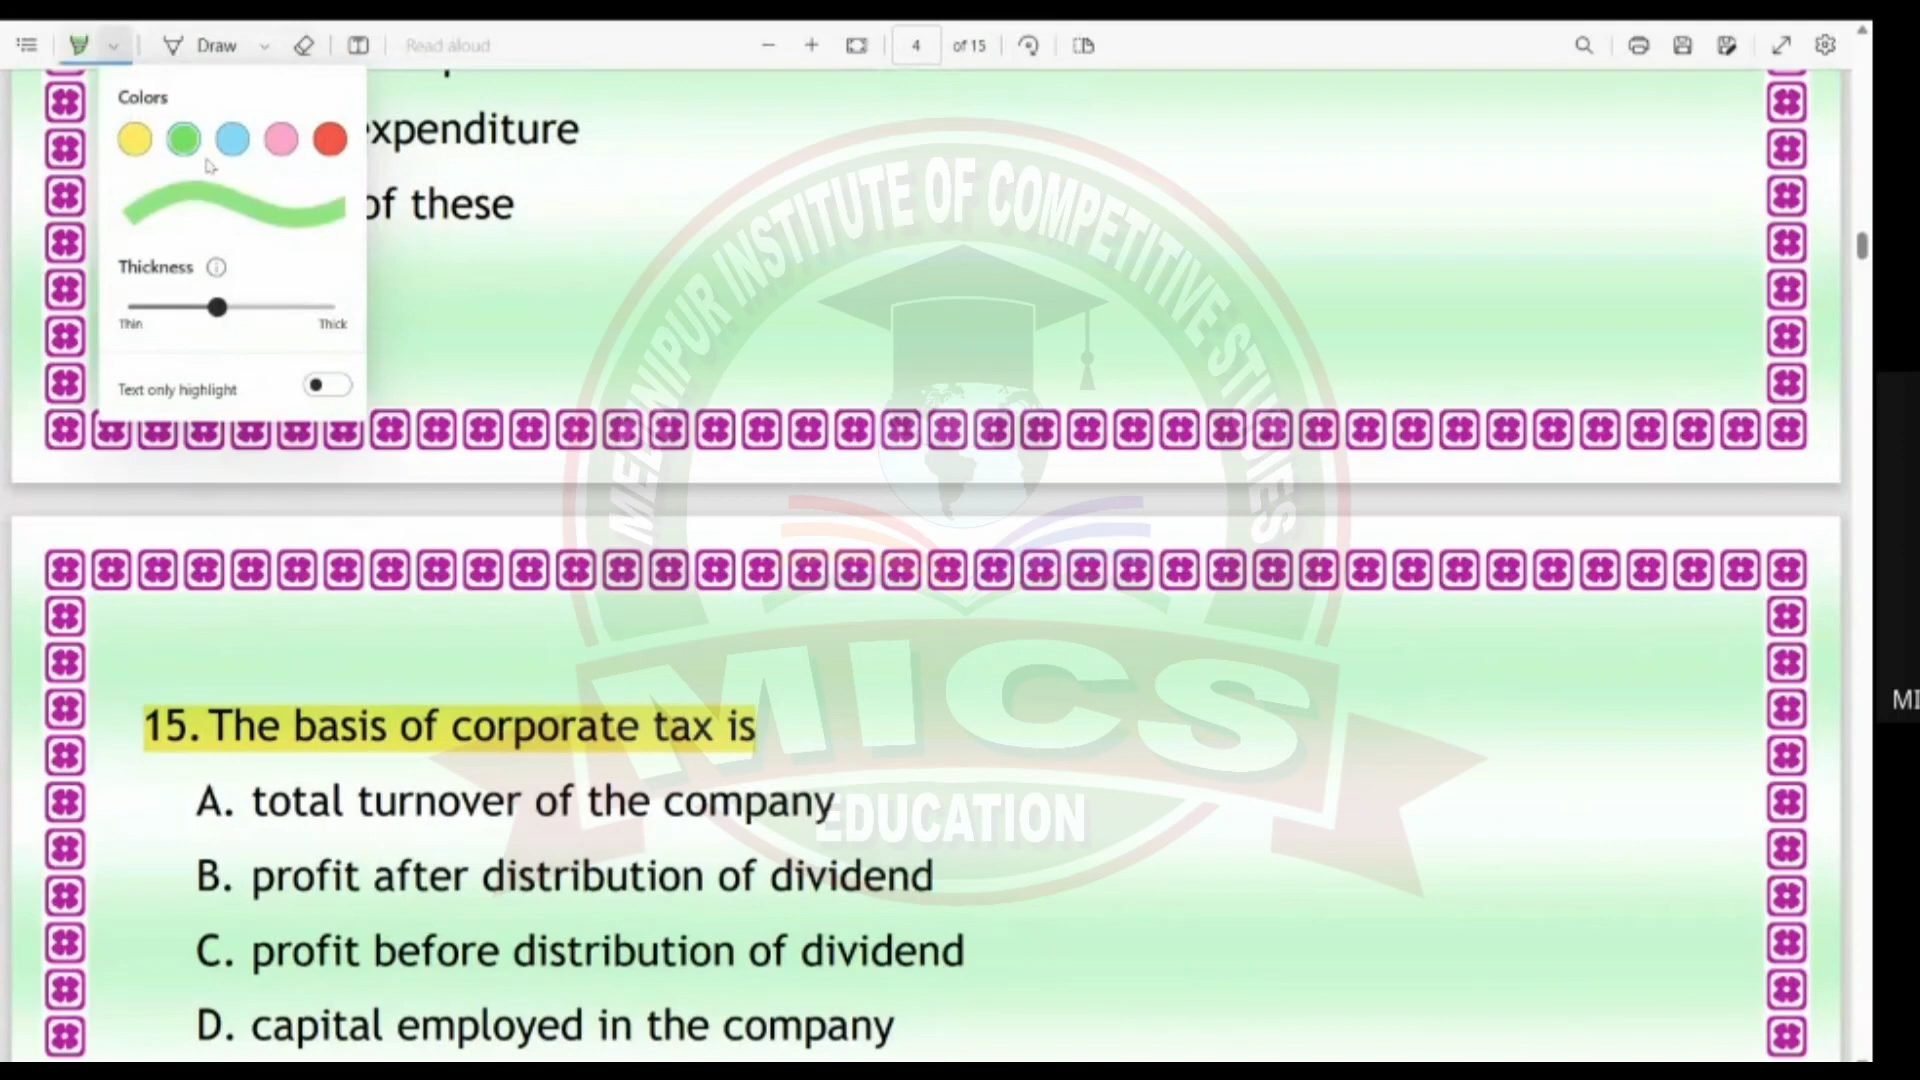 Draw
Read aloud
4
of 15
Colors
Thickness
Thin
Thick
Text only highlight
expenditure
of these
MEDINIPUR INSTITUTE OF COMPETITIVE STUDIES
MICS
EDUCATION
15. The basis of corporate tax is
A. total turnover of the company
B. profit after distribution of dividend
C. profit before distribution of dividend
D. capital employed in the company
MI